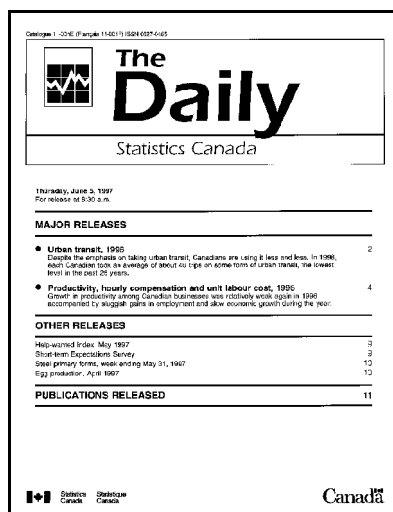 Catalogue 11-001E (Français 11-001F) ISSN 0827-0465
The
Daily
Statistics Canada
Thursday, June 5, 1997
For release at 8:30 a.m.
MAJOR RELEASES
● Urban transit, 1996 2
Despite the emphasis on taking urban transit, Canadians are using it less and less. In 1996,
each Canadian took an average of about 48 trips on some form of urban transit, the lowest
level in the past 25 years.
● Productivity, hourly compensation and unit labour cost, 1996 4
Growth in productivity among Canadian businesses was relatively weak again in 1996
accompanied by sluggish gains in employment and slow economic growth during the year.
OTHER RELEASES
Help-wanted index, May 1997 9
Short-term Expectations Survey 9
Steel primary forms, week ending May 31, 1997 10
Egg production, April 1997 10
PUBLICATIONS RELEASED 11
Statistics Statistique
Canada Canada
Canada